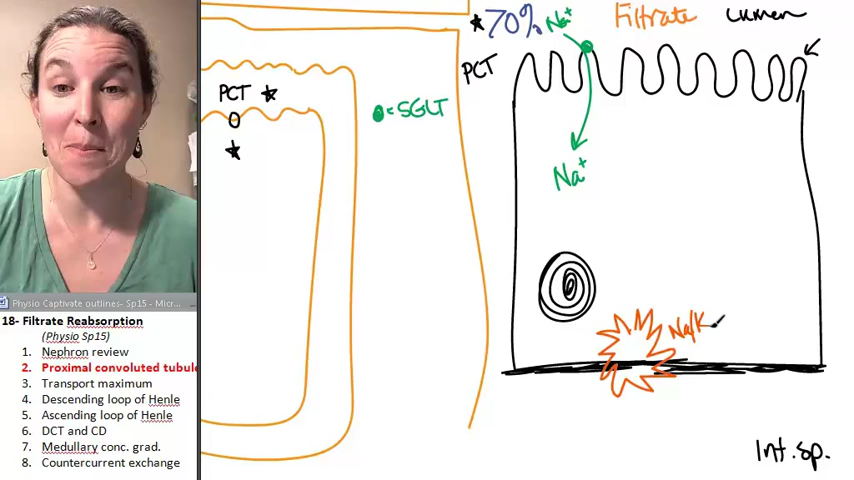 70% Na+ Filtrate Lumen
PCT
PCT
= SGLT
Na+
Na/K
Int. sp.
Physio Captivate outlines- Sp15 - Micr...
18- Filtrate Reabsorption
(Physio Sp15)
1. Nephron review
2. Proximal convoluted tubule
3. Transport maximum
4. Descending loop of Henle
5. Ascending loop of Henle
6. DCT and CD
7. Medullary conc. grad.
8. Countercurrent exchange